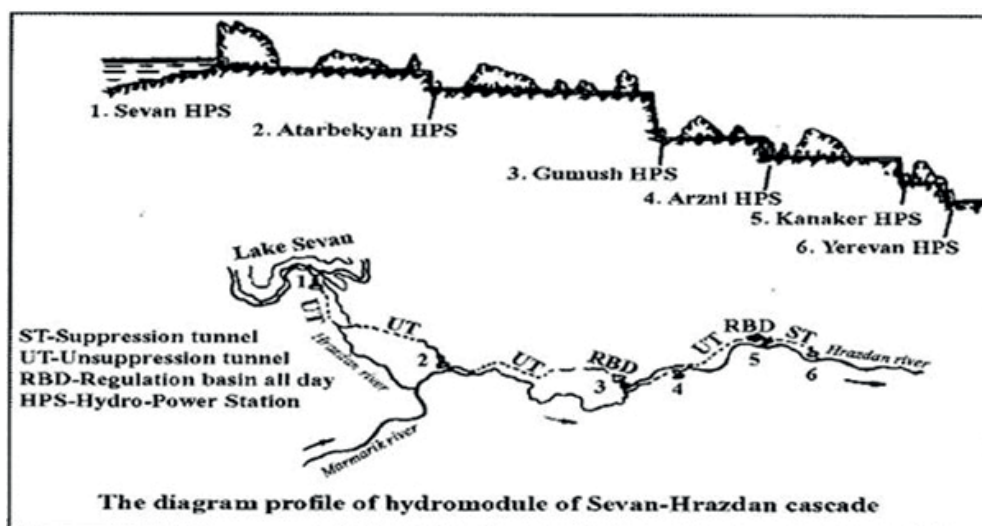 1. Sevan HPS
2. Atarbekyan HPS
3. Gumush HPS
4. Arzni HPS
5. Kanaker HPS
6. Yerevan HPS
Lake Sevan
1
UT
UT
Hrazdan river
2
UT
RBD
3
4
UT
RBD
5
ST
6
Hrazdan river
Marmarik river
ST-Suppression tunnel
UT-Unsuppression tunnel
RBD-Regulation basin all day
HPS-Hydro-Power Station
The diagram profile of hydromodule of Sevan-Hrazdan cascade